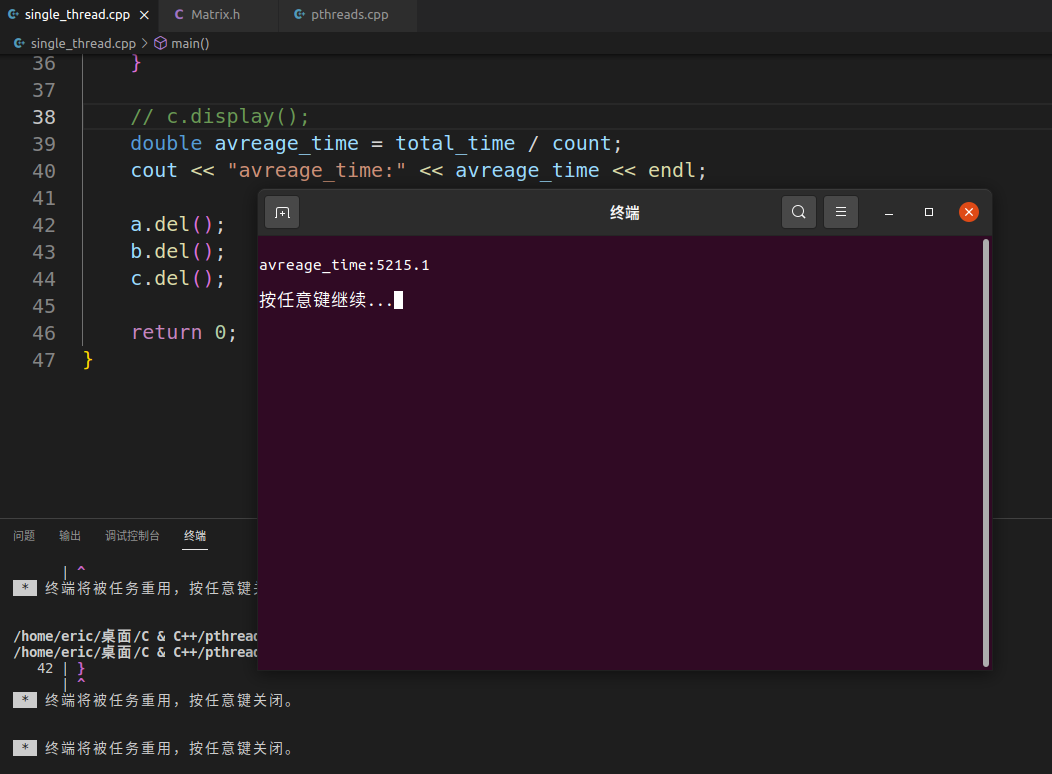 single_thread.cpp
Matrix.h
pthreads.cpp
single_thread.cpp > main()
36 }
37
38 // c.display();
39 double avreage_time = total_time / count;
40 cout << "avreage_time:" << avreage_time << endl;
41
42 a.del();
43 b.del();
44 c.del();
45
46 return 0;
47 }
终端
avreage_time:5215.1
按任意键继续...
问题 输出 调试控制台 终端
| ^
* 终端将被任务重用，按任意键
/home/eric/桌面/C & C++/pthread
/home/eric/桌面/C & C++/pthread
42 | }
| ^
* 终端将被任务重用，按任意键关闭。
* 终端将被任务重用，按任意键关闭。